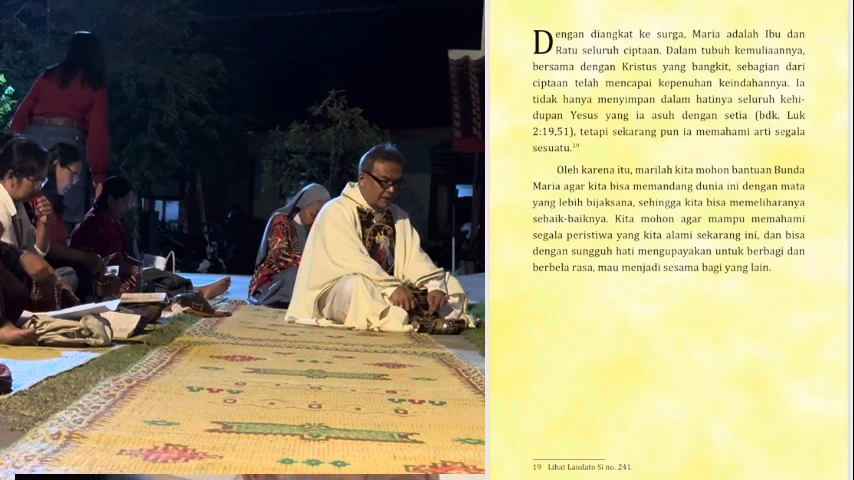 Dengan diangkat ke surga, Maria adalah Ibu dan
Ratu seluruh ciptaan. Dalam tubuh kemuliaannya,
bersama dengan Kristus yang bangkit, sebagian dari
ciptaan telah mencapai kepenuhan keindahannya. Ia
tidak hanya menyimpan dalam hatinya seluruh kehi-
dupan Yesus yang ia asuh dengan setia (bdk. Luk
2:19,51), tetapi sekarang pun ia memahami arti segala
sesuatu.19
Oleh karena itu, marilah kita mohon bantuan Bunda
Maria agar kita bisa memandang dunia ini dengan mata
yang lebih bijaksana, sehingga kita bisa memeliharanya
sebaik-baiknya. Kita mohon agar mampu memahami
segala peristiwa yang kita alami sekarang ini, dan bisa
dengan sungguh hati mengupayakan untuk berbagi dan
berbela rasa, mau menjadi sesama bagi yang lain.
19 Lihat Laudato Si no. 241.